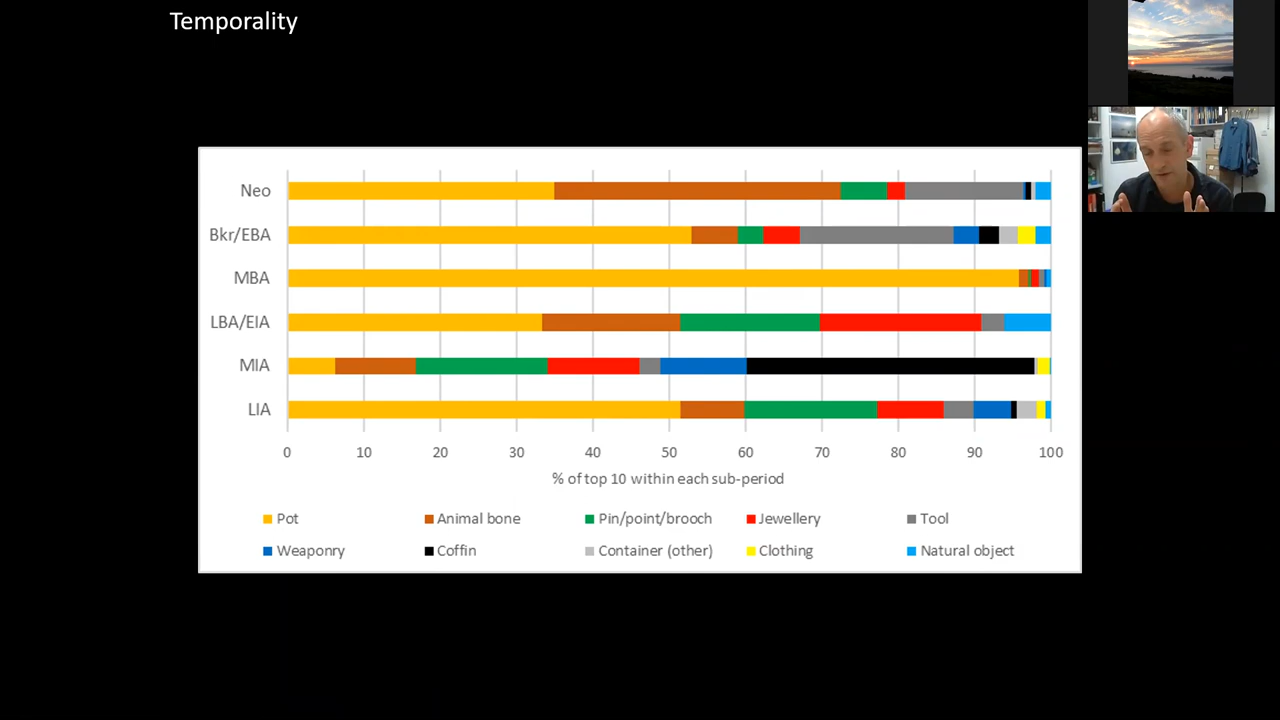 Temporality
Neo
Bkr/EBA
MBA
LBA/EIA
MIA
LIA
0 10 20 30 40 50 60 70 80 90 100
% of top 10 within each sub-period
Pot Animal bone Pin/point/brooch Jewellery Tool
Weaponry Coffin Container (other) Clothing Natural object